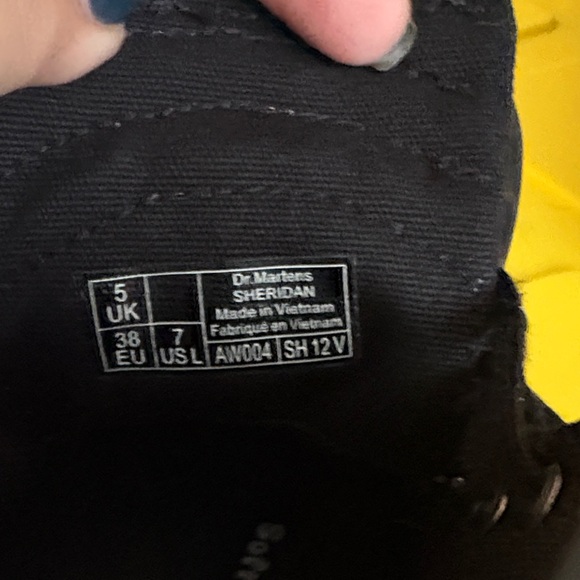 5
UK
38
EU
7
US L
Dr.Martens
SHERIDAN
Made in Vietnam
Fabriqué en Vietnam
AW004
SH 12 V